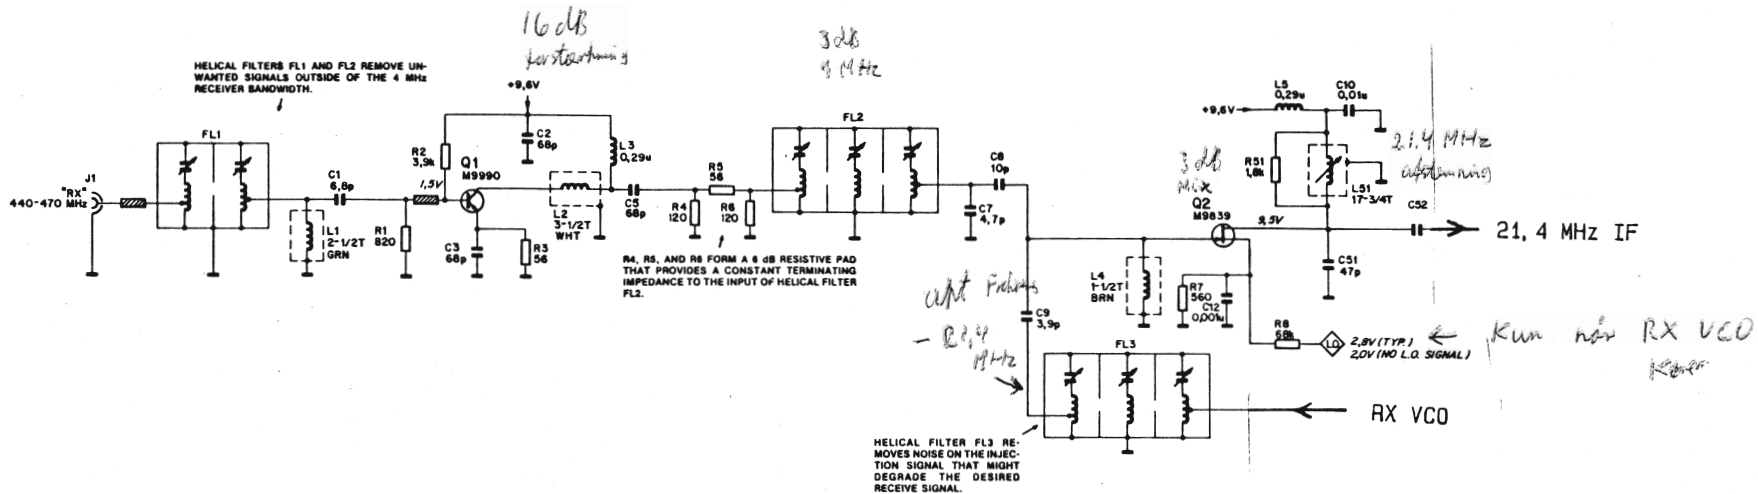 16 dB
forstærkning
3 dB
9 MHz
HELICAL FILTERS FL1 AND FL2 REMOVE UN-
WANTED SIGNALS OUTSIDE OF THE 4 MHz
RECEIVER BANDWIDTH.
+9,6V
FL1
J1
"RX"
440-470 MHz
C1
6,8p
L1
2-1/2T
GRN
R1
820
R2
3,9k
1,5V
Q1
M9990
C2
68p
L3
0,29u
L2
3-1/2T
WHT
C3
68p
R3
56
C5
68p
R4
120
R5
56
R6
120
R4, R5, AND R6 FORM A 6 dB RESISTIVE PAD
THAT PROVIDES A CONSTANT TERMINATING
IMPEDANCE TO THE INPUT OF HELICAL FILTER
FL2.
FL2
C8
10p
C7
4,7p
3 dB
Mix
Q2
M9839
9,5V
+9,6V
L5
0,29u
C10
0,01u
R51
1,8k
L51
17-3/4T
21.4 MHz
afstemning
C52
21,4 MHz IF
C51
47p
L4
1-1/2T
BRN
R7
560
C12
0,001u
R8
68k
LO
2,8V (TYP.)
2,0V (NO L.O. SIGNAL)
Kun når RX VCO
kører
C9
3,9p
- 21,4
MHz
FL3
RX VCO
HELICAL FILTER FL3 RE-
MOVES NOISE ON THE INJEC-
TION SIGNAL THAT MIGHT
DEGRADE THE DESIRED
RECEIVE SIGNAL.